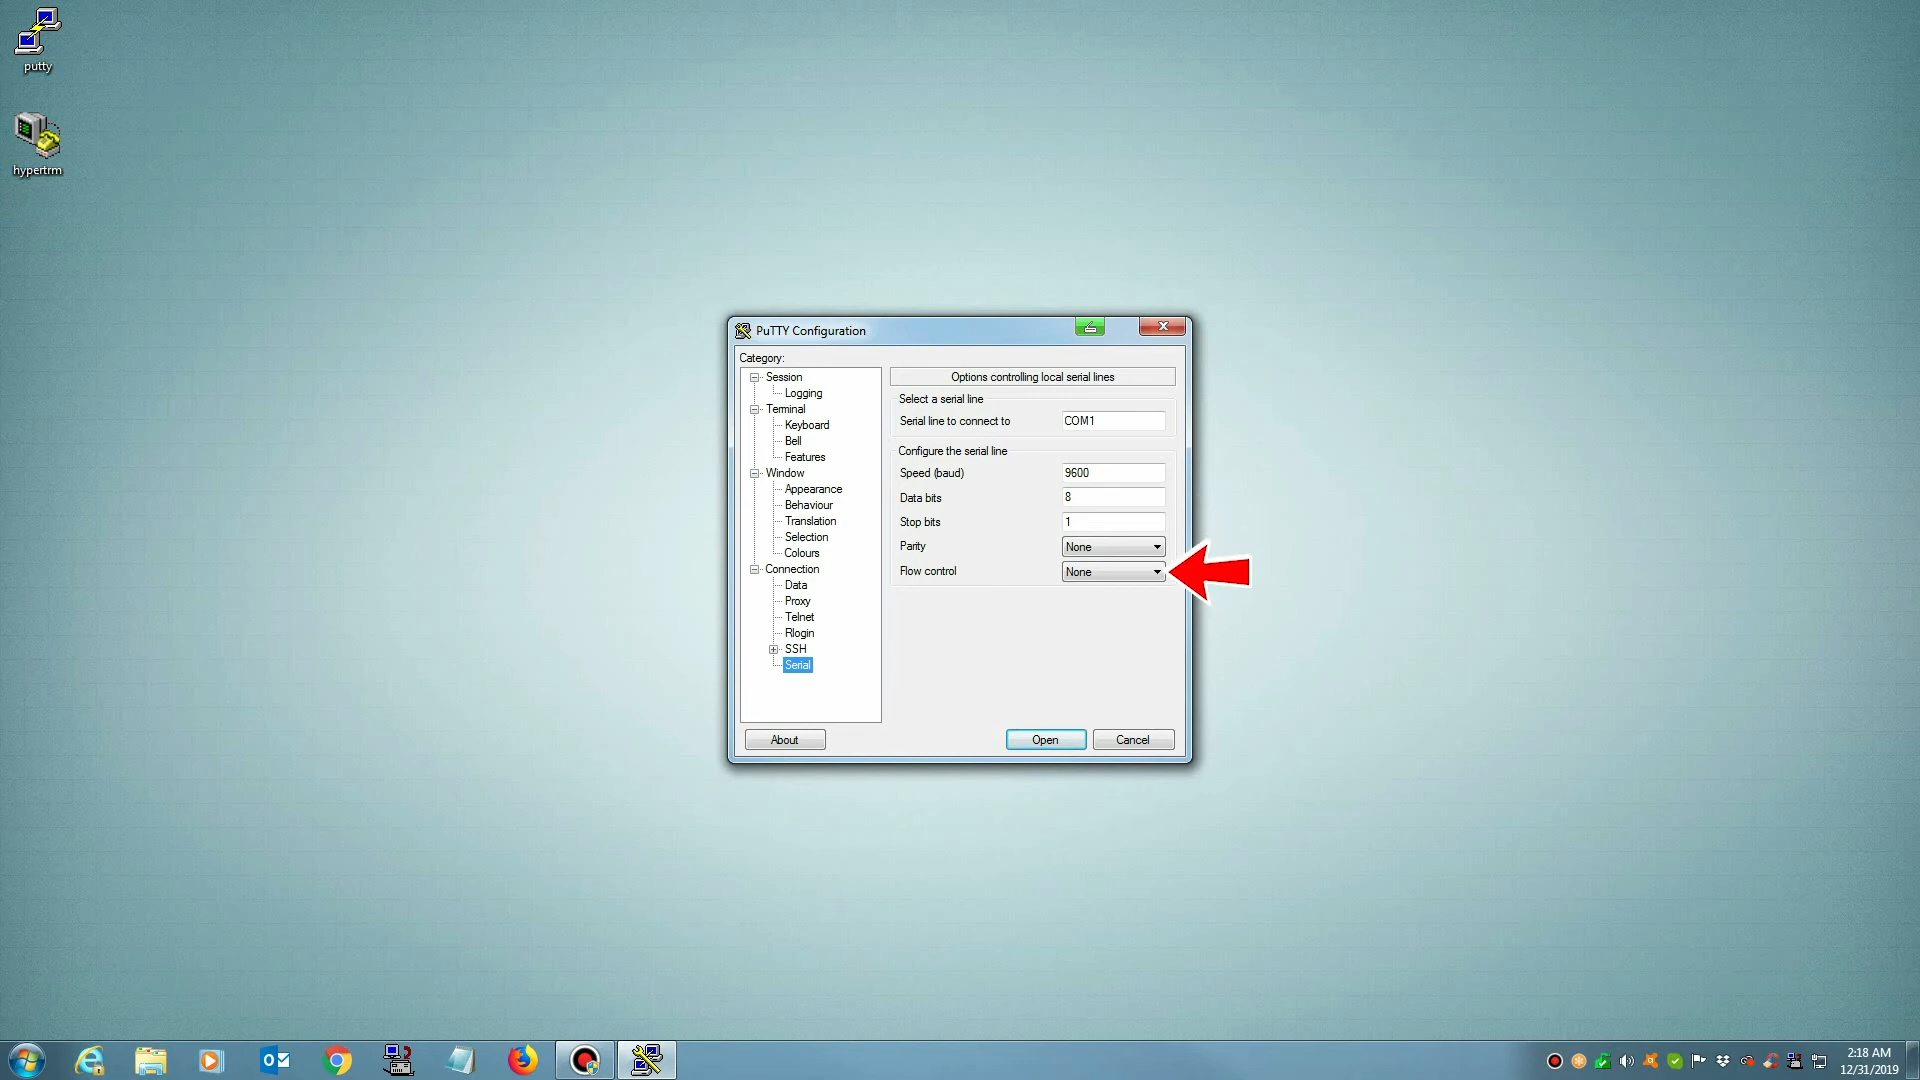 putty
hypertrm
PuTTY Configuration
Category:
Session
Logging
Terminal
Keyboard
Bell
Features
Window
Appearance
Behaviour
Translation
Selection
Colours
Connection
Data
Proxy
Telnet
Rlogin
SSH
Serial
Options controlling local serial lines
Select a serial line
Serial line to connect to COM1
Configure the serial line
Speed (baud) 9600
Data bits 8
Stop bits 1
Parity None
Flow control None
About Open Cancel
2:18 AM
12/31/2019